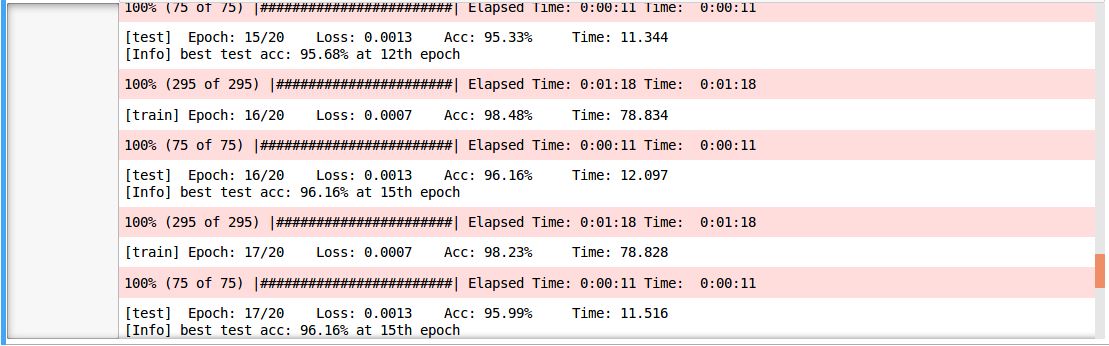 100% (75 of 75) |########################| Elapsed Time: 0:00:11 Time:  0:00:11
[test]  Epoch: 15/20    Loss: 0.0013    Acc: 95.33%     Time: 11.344
[Info] best test acc: 95.68% at 12th epoch
100% (295 of 295) |######################| Elapsed Time: 0:01:18 Time:  0:01:18
[train] Epoch: 16/20    Loss: 0.0007    Acc: 98.48%     Time: 78.834
100% (75 of 75) |########################| Elapsed Time: 0:00:11 Time:  0:00:11
[test]  Epoch: 16/20    Loss: 0.0013    Acc: 96.16%     Time: 12.097
[Info] best test acc: 96.16% at 15th epoch
100% (295 of 295) |######################| Elapsed Time: 0:01:18 Time:  0:01:18
[train] Epoch: 17/20    Loss: 0.0007    Acc: 98.23%     Time: 78.828
100% (75 of 75) |########################| Elapsed Time: 0:00:11 Time:  0:00:11
[test]  Epoch: 17/20    Loss: 0.0013    Acc: 95.99%     Time: 11.516
[Info] best test acc: 96.16% at 15th epoch